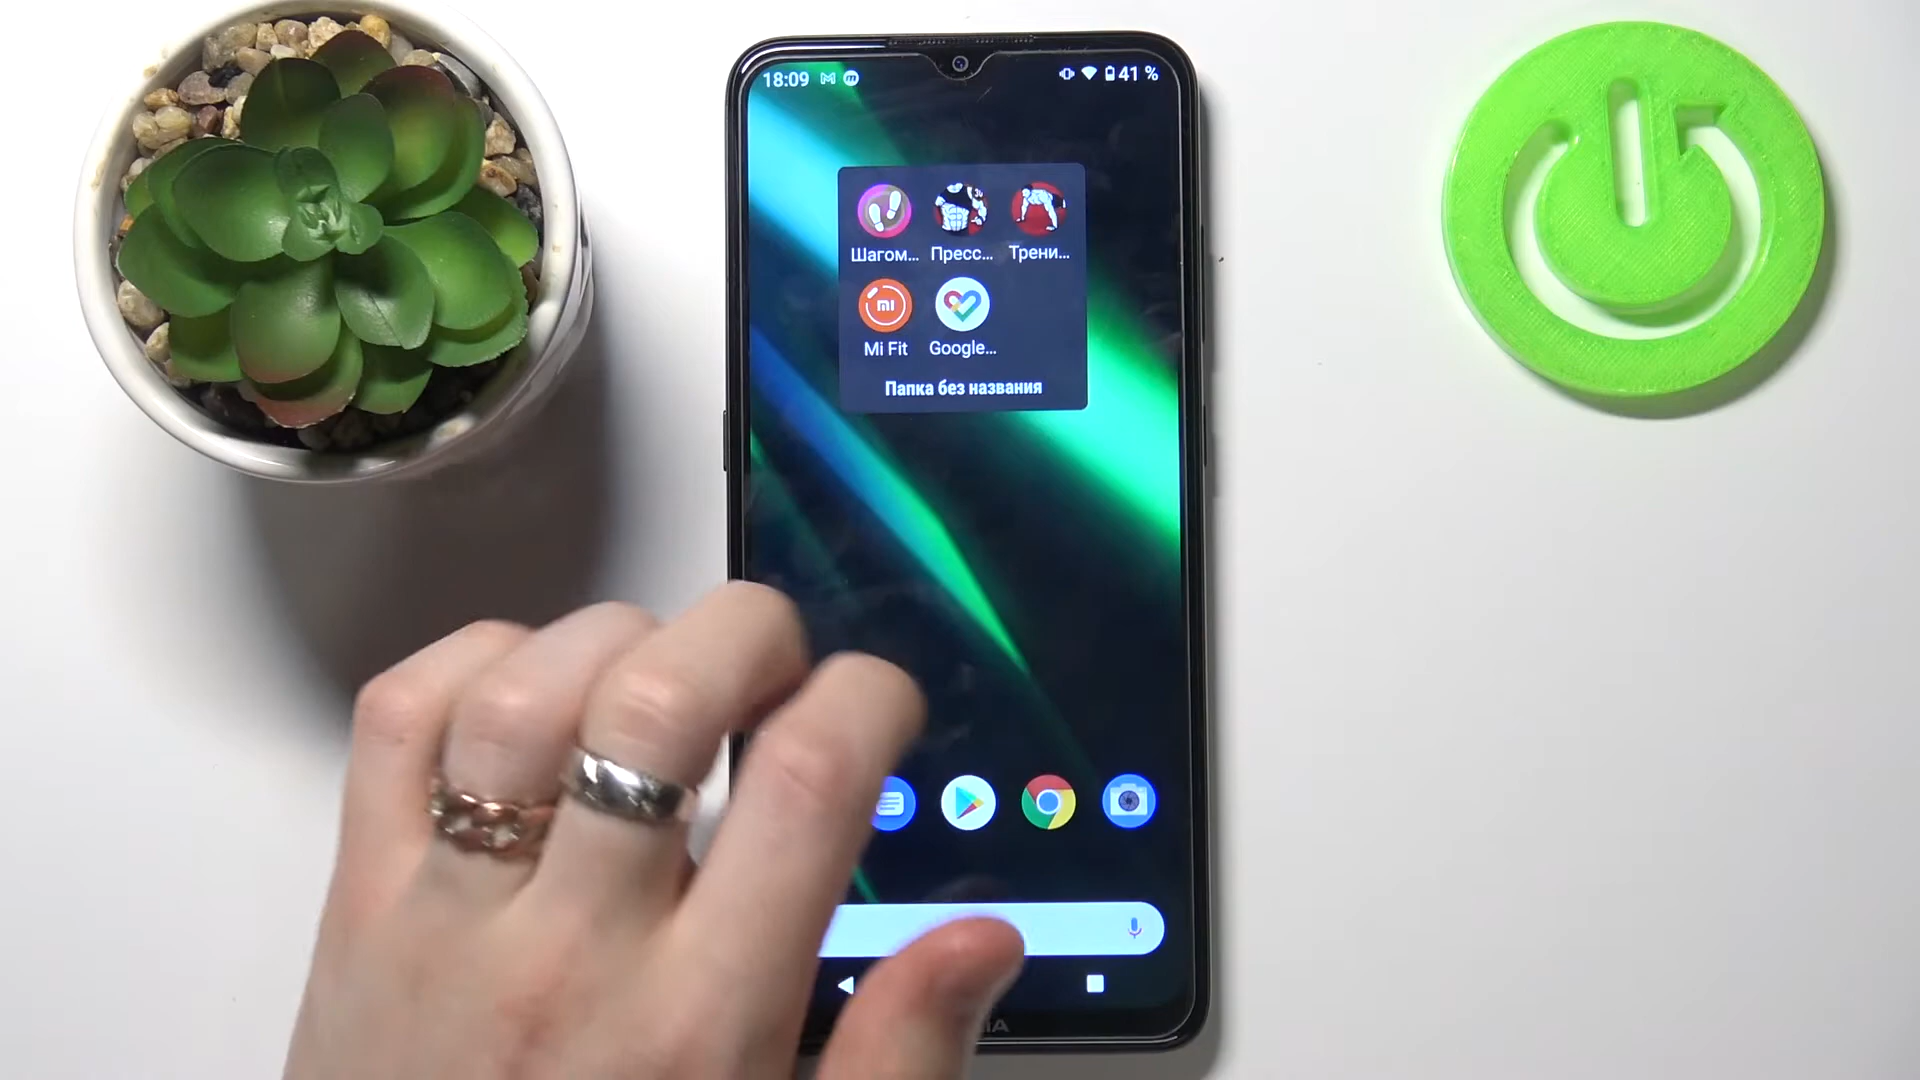 18:09 41 %
Шагом... Пресс... Трени...
Mi Fit Google...
Папка без названия